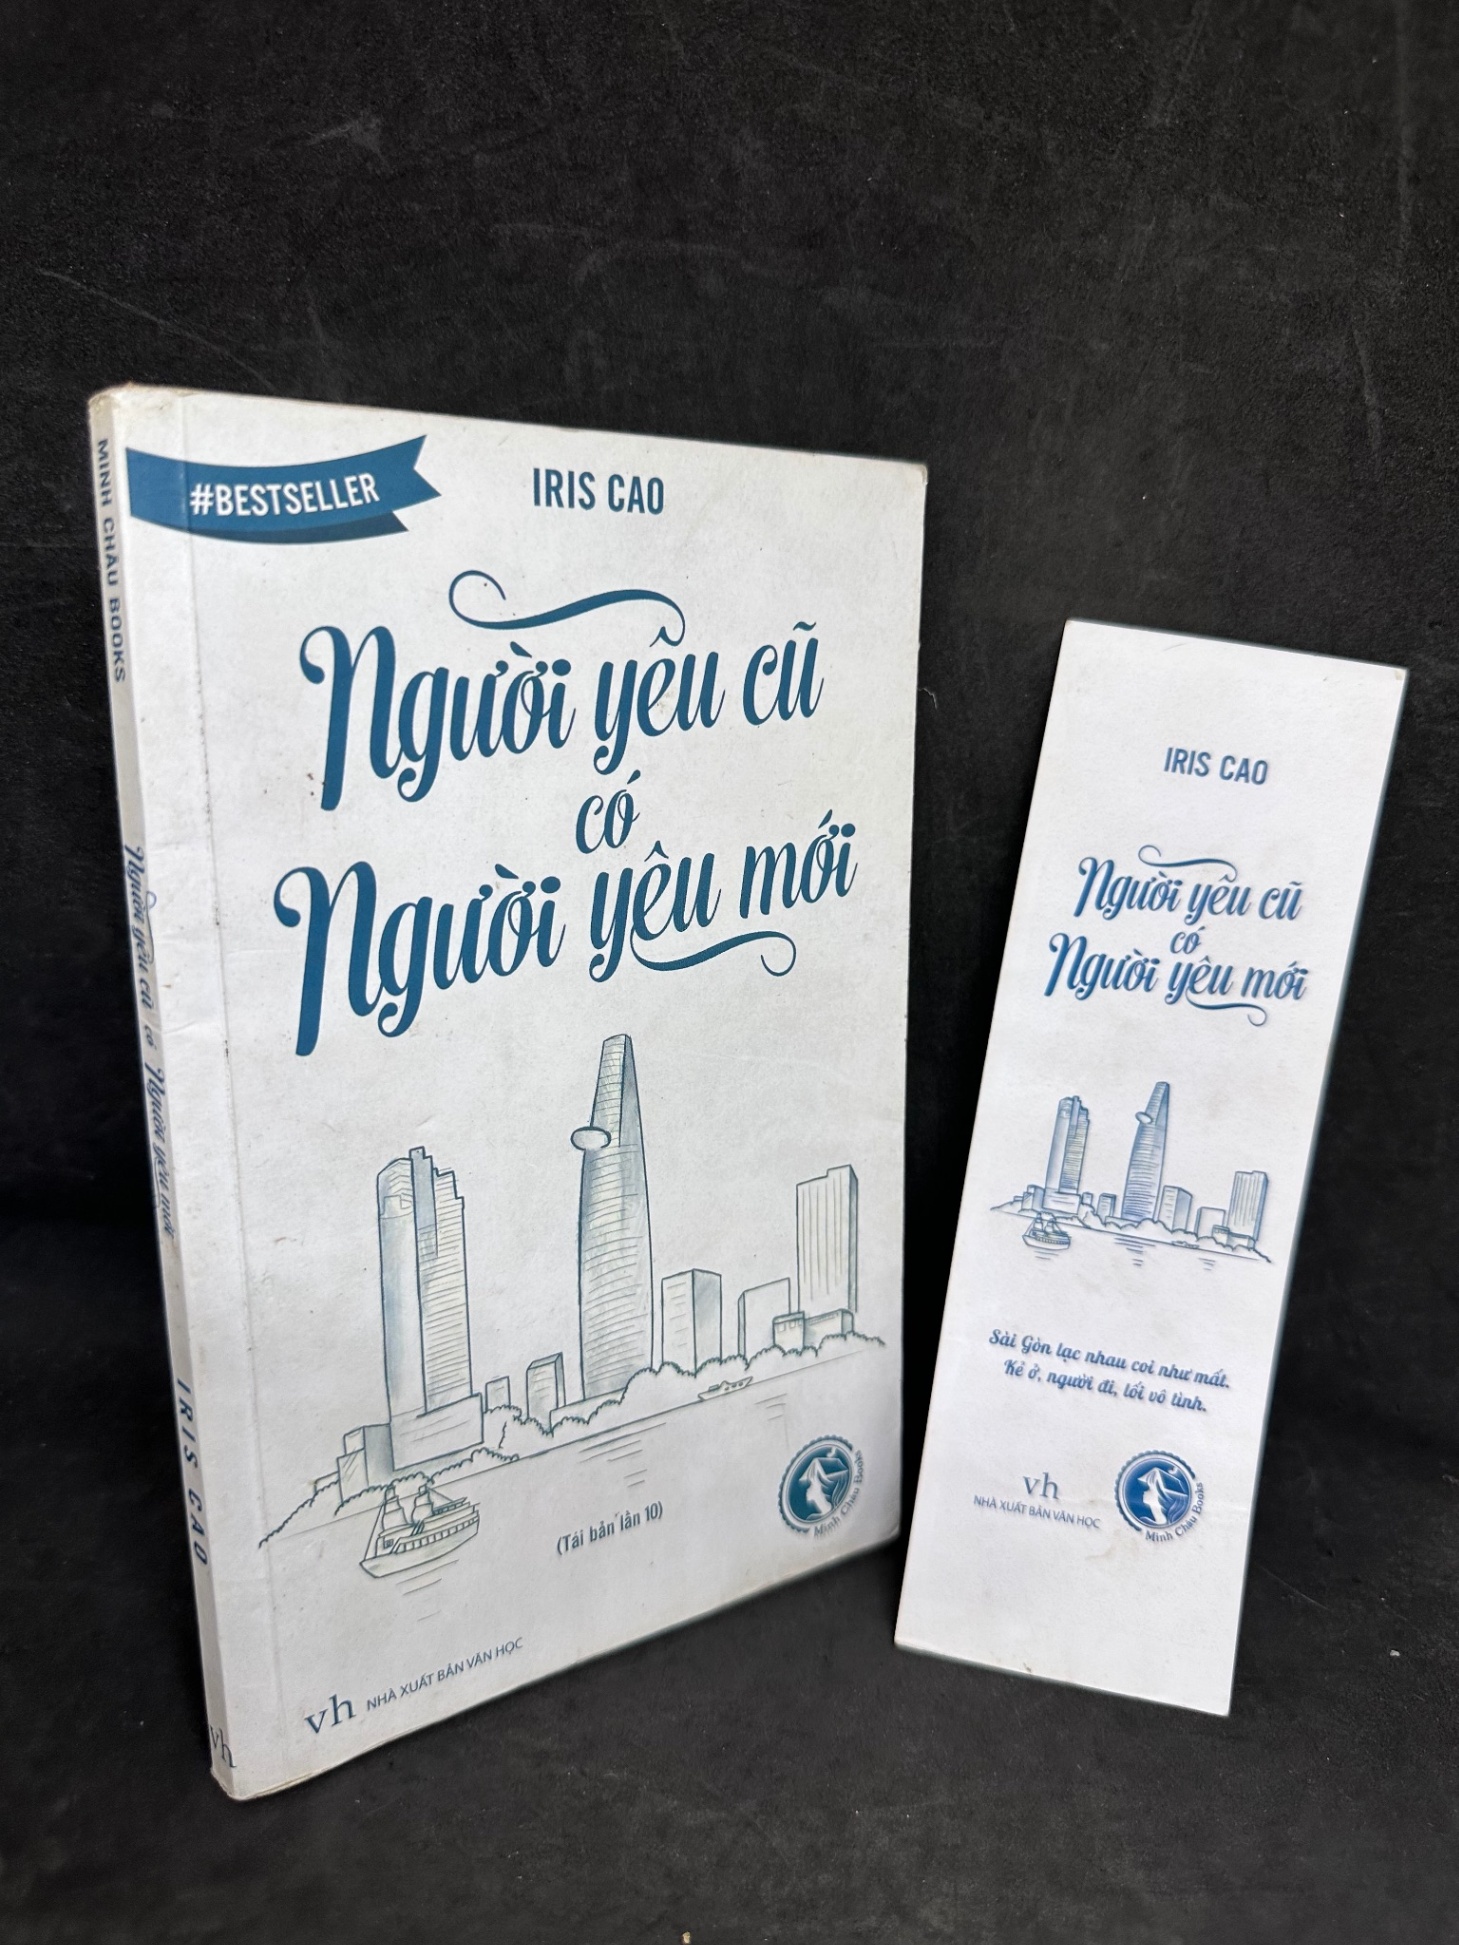 MINH CHÂU BOOKS
Người yêu cũ có Người yêu mới
IRIS CAO
vh
#BESTSELLER
IRIS CAO
Người yêu cũ
có
Người yêu mới
(Tái bản lần 10)
Minh Châu Books
vh NHÀ XUẤT BẢN VĂN HỌC
IRIS CAO
Người yêu cũ
có
Người yêu mới
Sài Gòn lạc nhau coi như mất.
Kẻ ở, người đi, tối vô tình.
vh
NHÀ XUẤT BẢN VĂN HỌC
Minh Châu Books